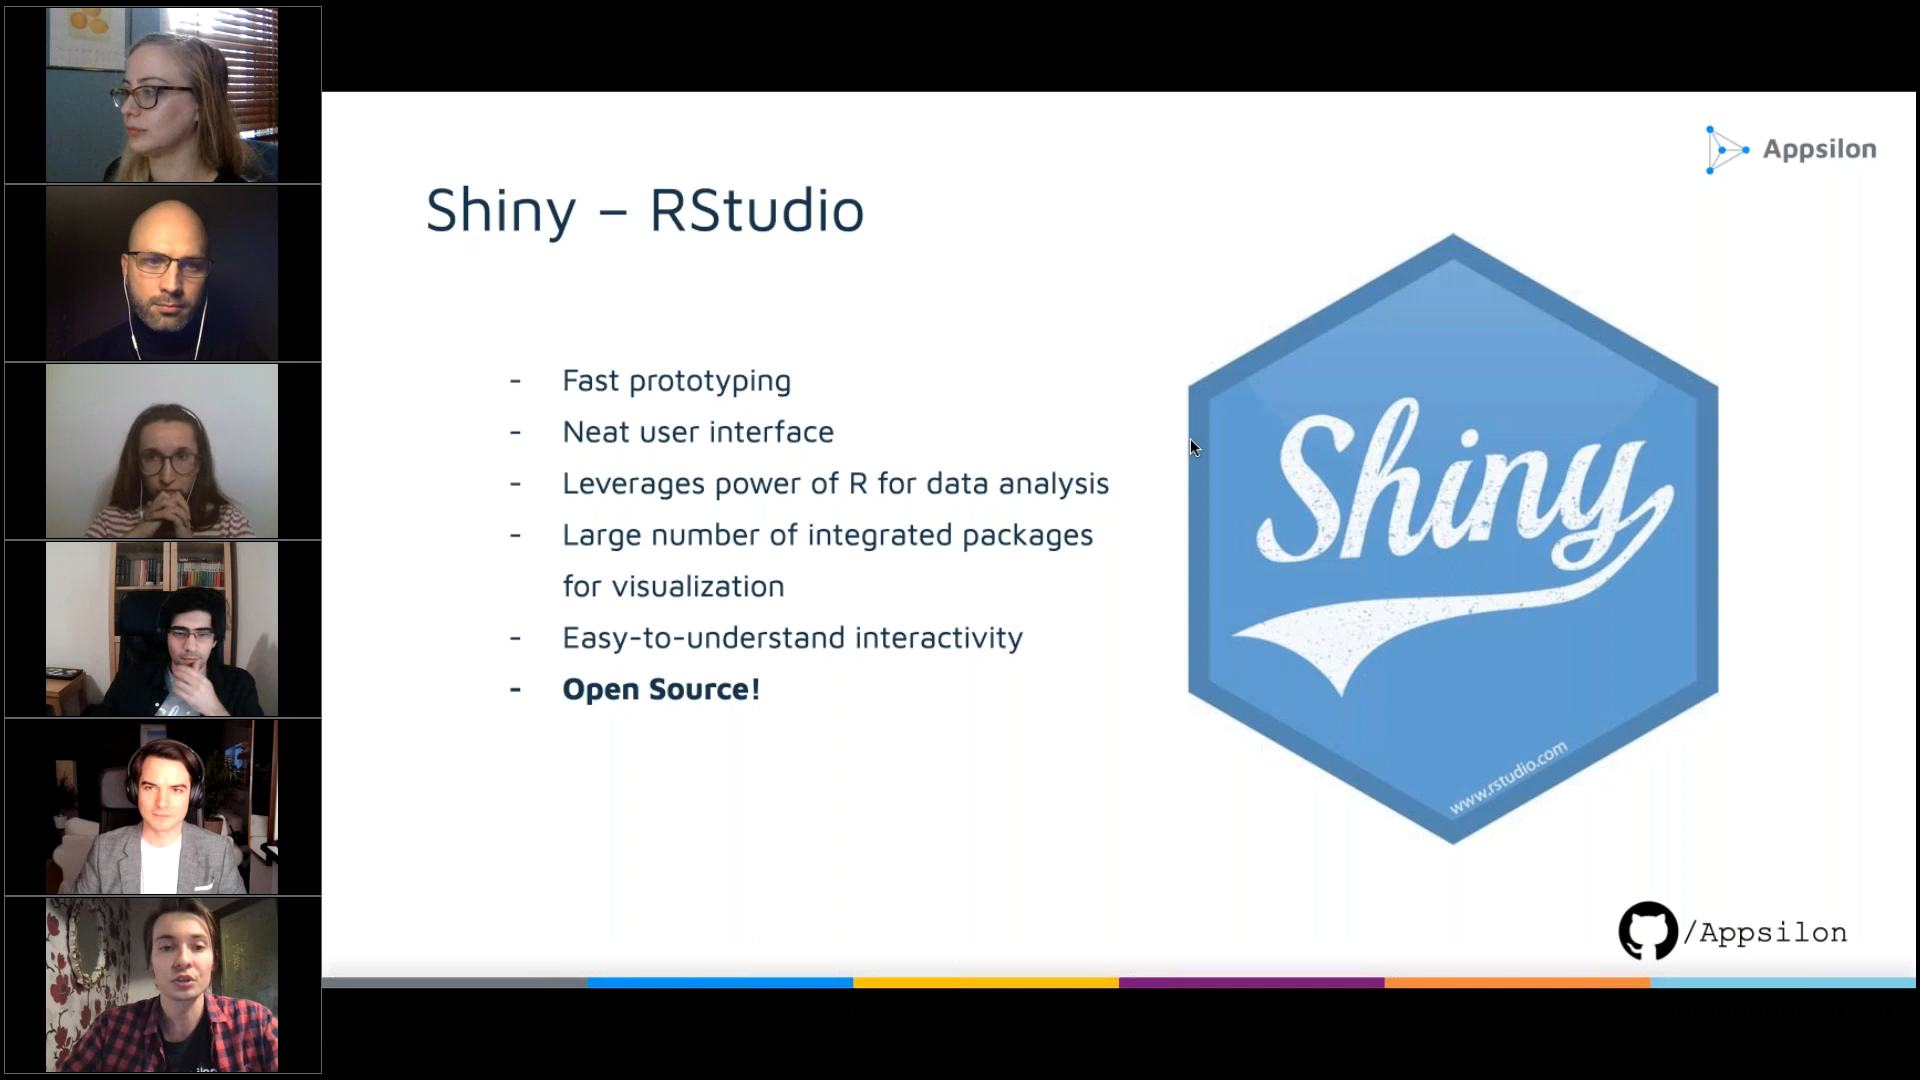 Appsilon
Shiny – RStudio
- Fast prototyping
- Neat user interface
- Leverages power of R for data analysis
- Large number of integrated packages
for visualization
- Easy-to-understand interactivity
- Open Source!
Shiny
www.rstudio.com
/Appsilon